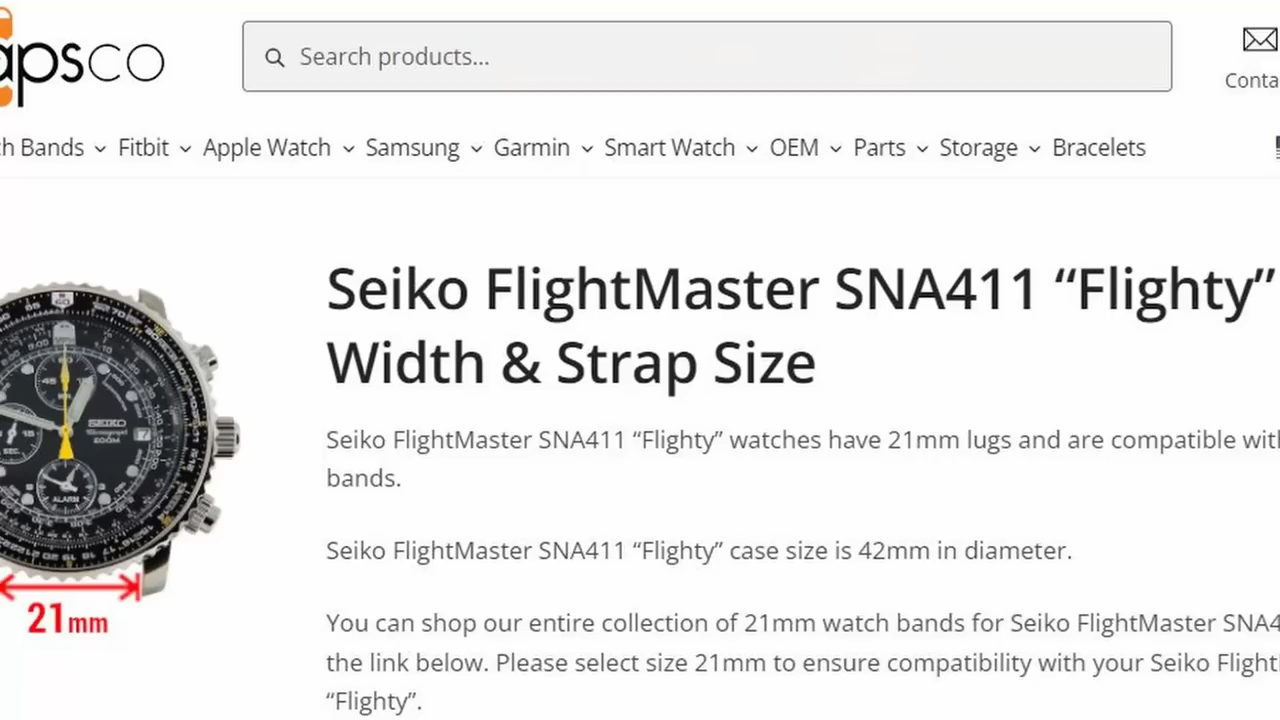 apsco
Search products...
Conta
ch Bands Fitbit Apple Watch Samsung Garmin Smart Watch OEM Parts Storage Bracelets
Seiko FlightMaster SNA411 “Flighty”
Width & Strap Size
Seiko FlightMaster SNA411 “Flighty” watches have 21mm lugs and are compatible with
bands.
Seiko FlightMaster SNA411 “Flighty” case size is 42mm in diameter.
You can shop our entire collection of 21mm watch bands for Seiko FlightMaster SNA4
the link below. Please select size 21mm to ensure compatibility with your Seiko Flight
“Flighty”.
SEIKO
ALARM
21mm